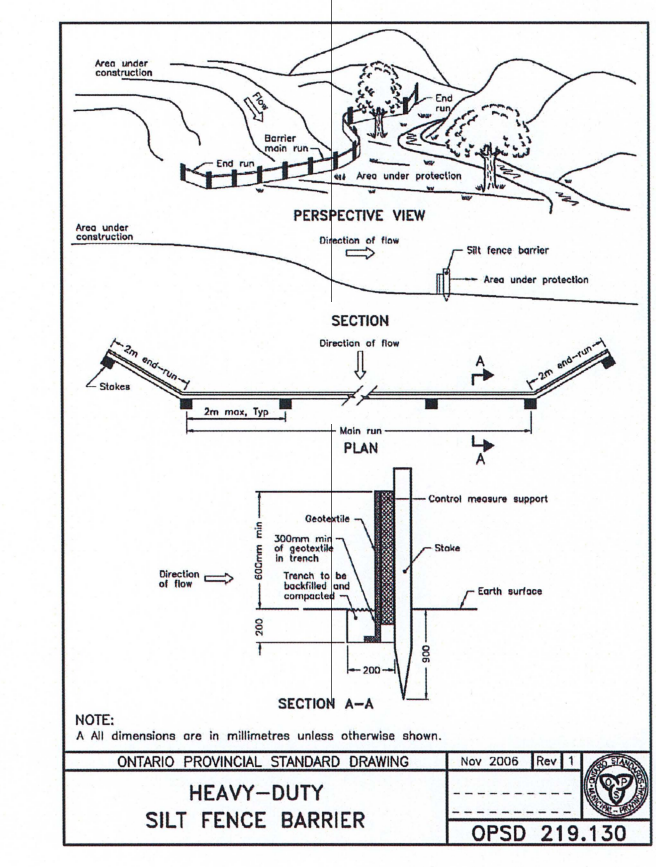 Area under
construction
Flow
End
run
Barrier
main run
End run
Area under protection
PERSPECTIVE VIEW
Area under
construction
Direction of flow
Silt fence barrier
Area under protection
SECTION
Direction of flow
2m end-run
A
2m end-run
Stakes
2m max, Typ
Main run
PLAN
A
Control measure support
Geotextile
600mm min
300mm min
of geotextile
in trench
Stake
Direction
of flow
Trench to be
backfilled and
compacted
Earth surface
200
200
900
SECTION A-A
NOTE:
A All dimensions are in millimetres unless otherwise shown.
ONTARIO PROVINCIAL STANDARD DRAWING
Nov 2006
Rev
1
HEAVY-DUTY
SILT FENCE BARRIER
OPS
OPSD 219.130